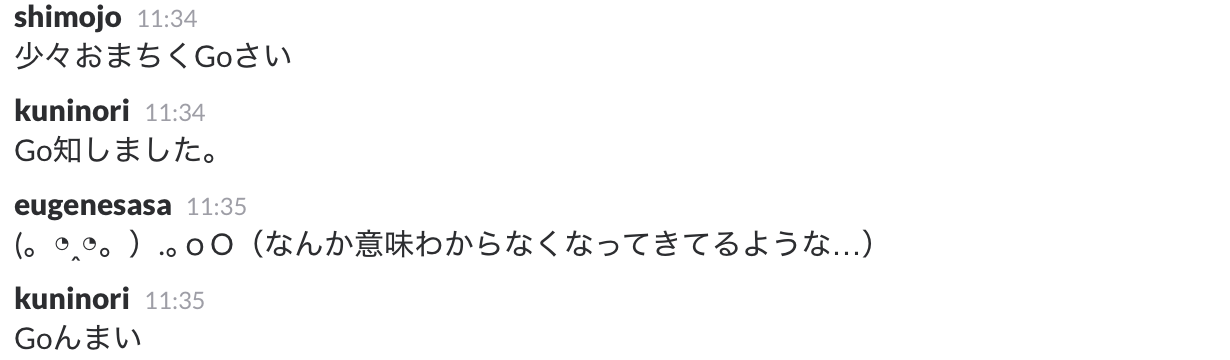 shimojo 11:34
少々おまちくGoさい
kuninori 11:34
Go知しました。
eugenesasa 11:35
(。◔‸◔。）.｡ｏＯ（なんか意味わからなくなってきてるような…）
kuninori 11:35
Goんまい